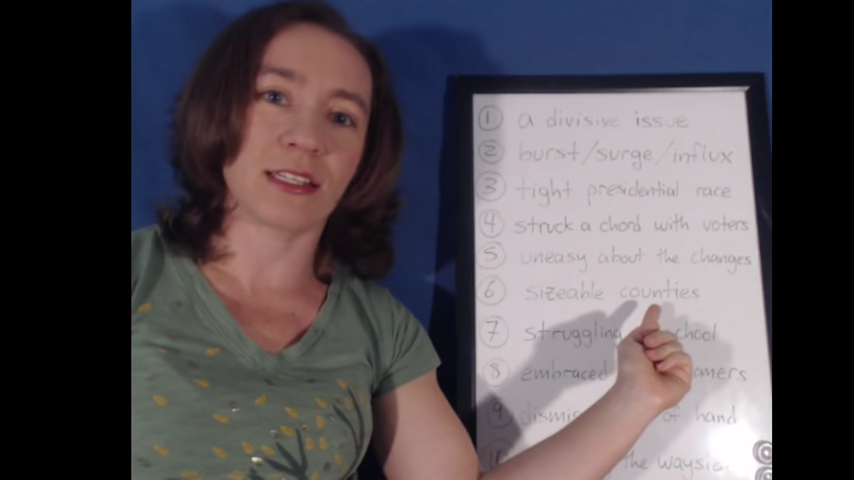 1 a divisive issue
2 burst/surge/influx
3 tight presidential race
4 struck a chord with voters
5 uneasy about the changes
6 sizeable counties
7 struggling
8 embraced
9 of hand
the